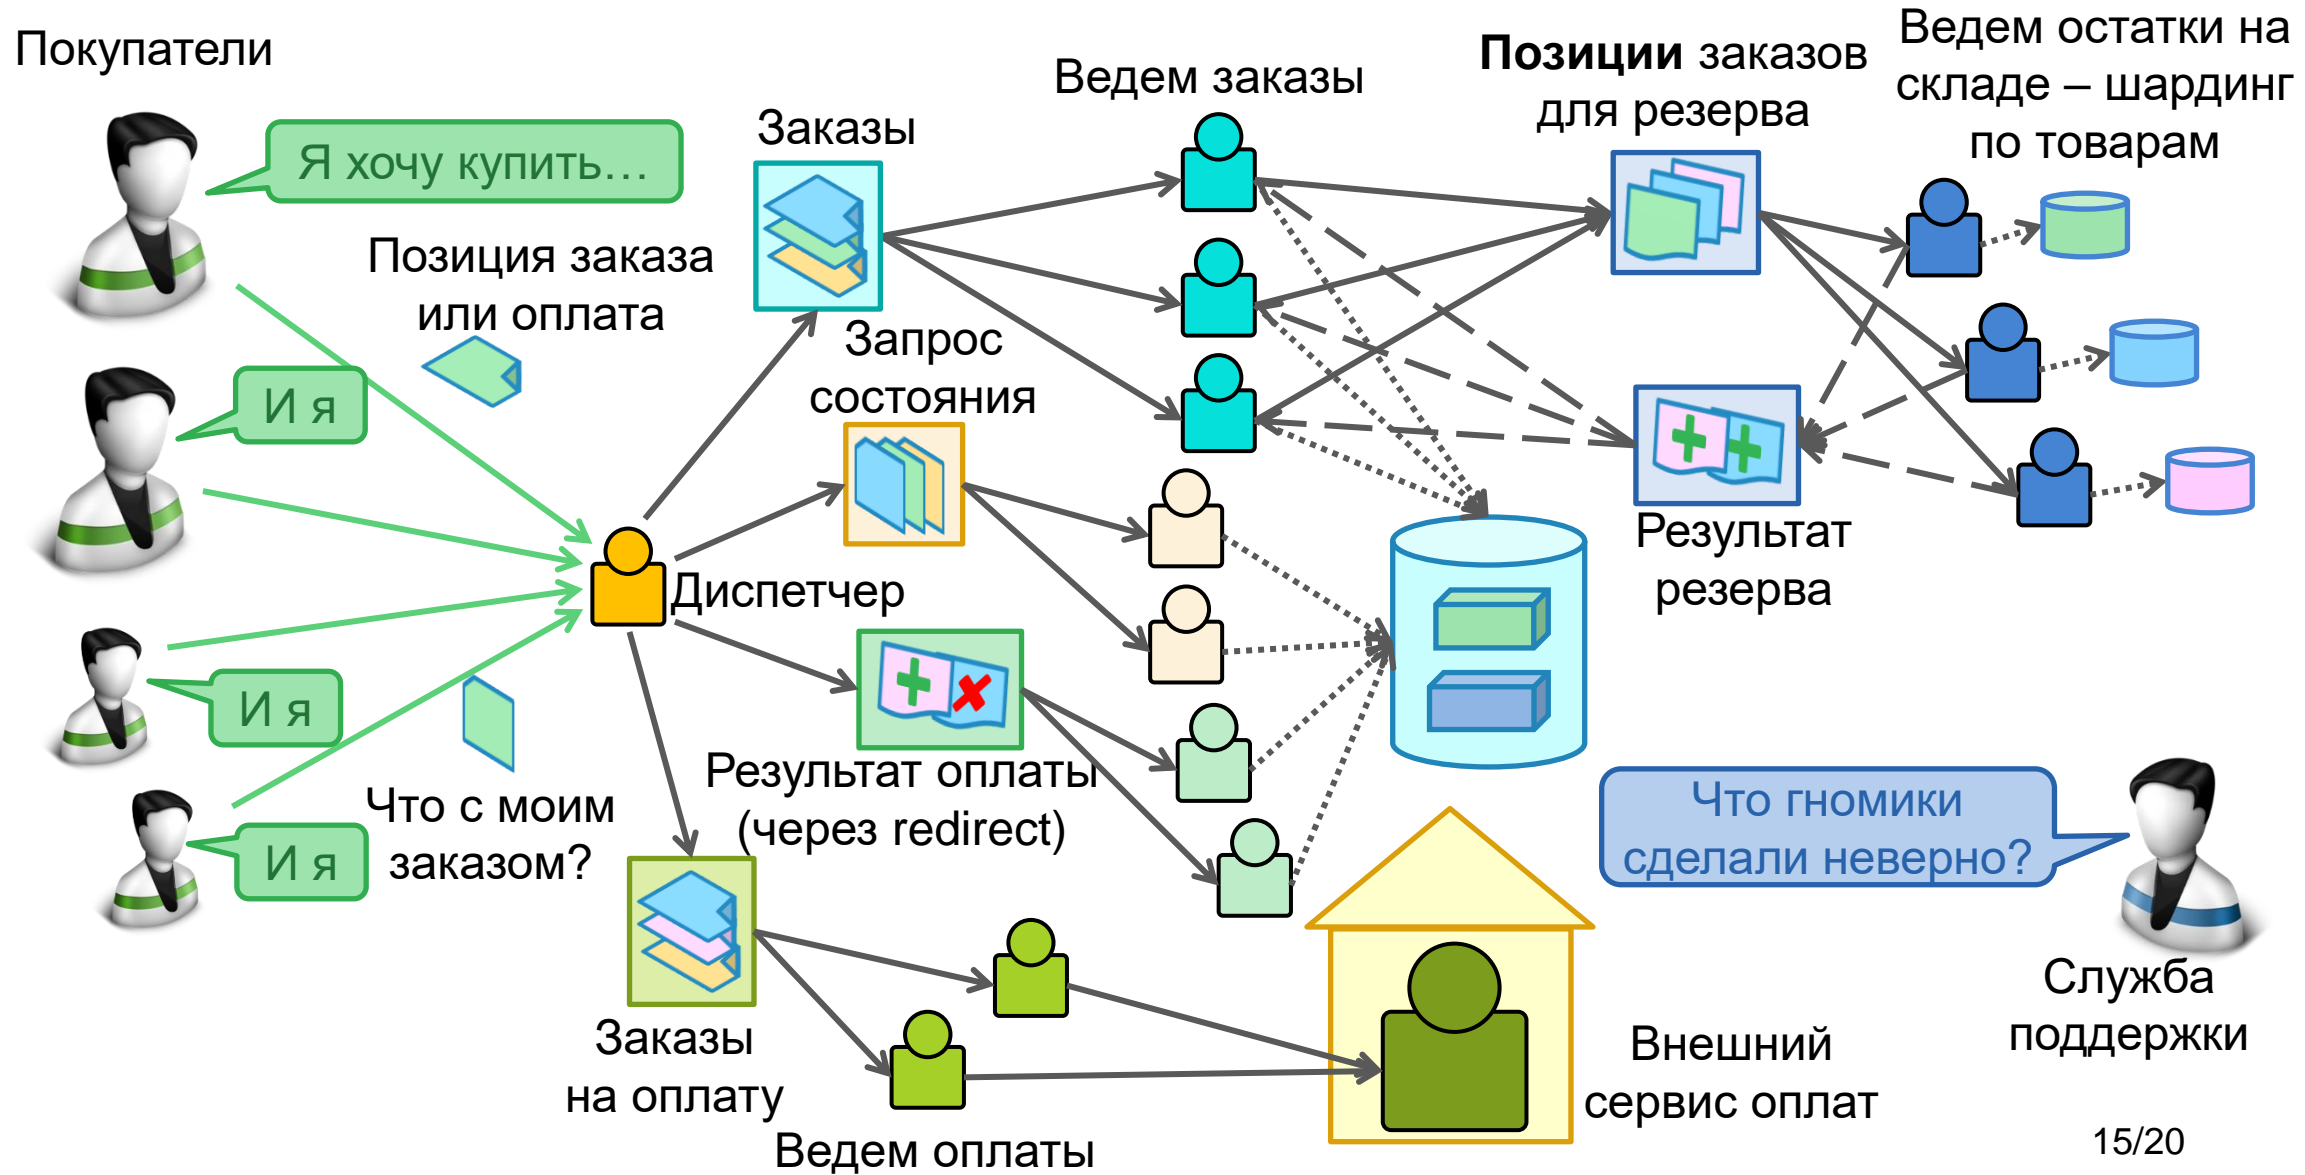 Покупатели
Я хочу купить…
И я
И я
И я
Позиция заказа
или оплата
Что с моим
заказом?
Диспетчер
Заказы
Запрос
состояния
Результат оплаты
(через redirect)
Заказы
на оплату
Ведем оплаты
Ведем заказы
Позиции заказов
для резерва
Результат
резерва
Ведем остатки на
складе – шардинг
по товарам
Внешний
сервис оплат
Что гномики
сделали неверно?
Служба
поддержки
15/20